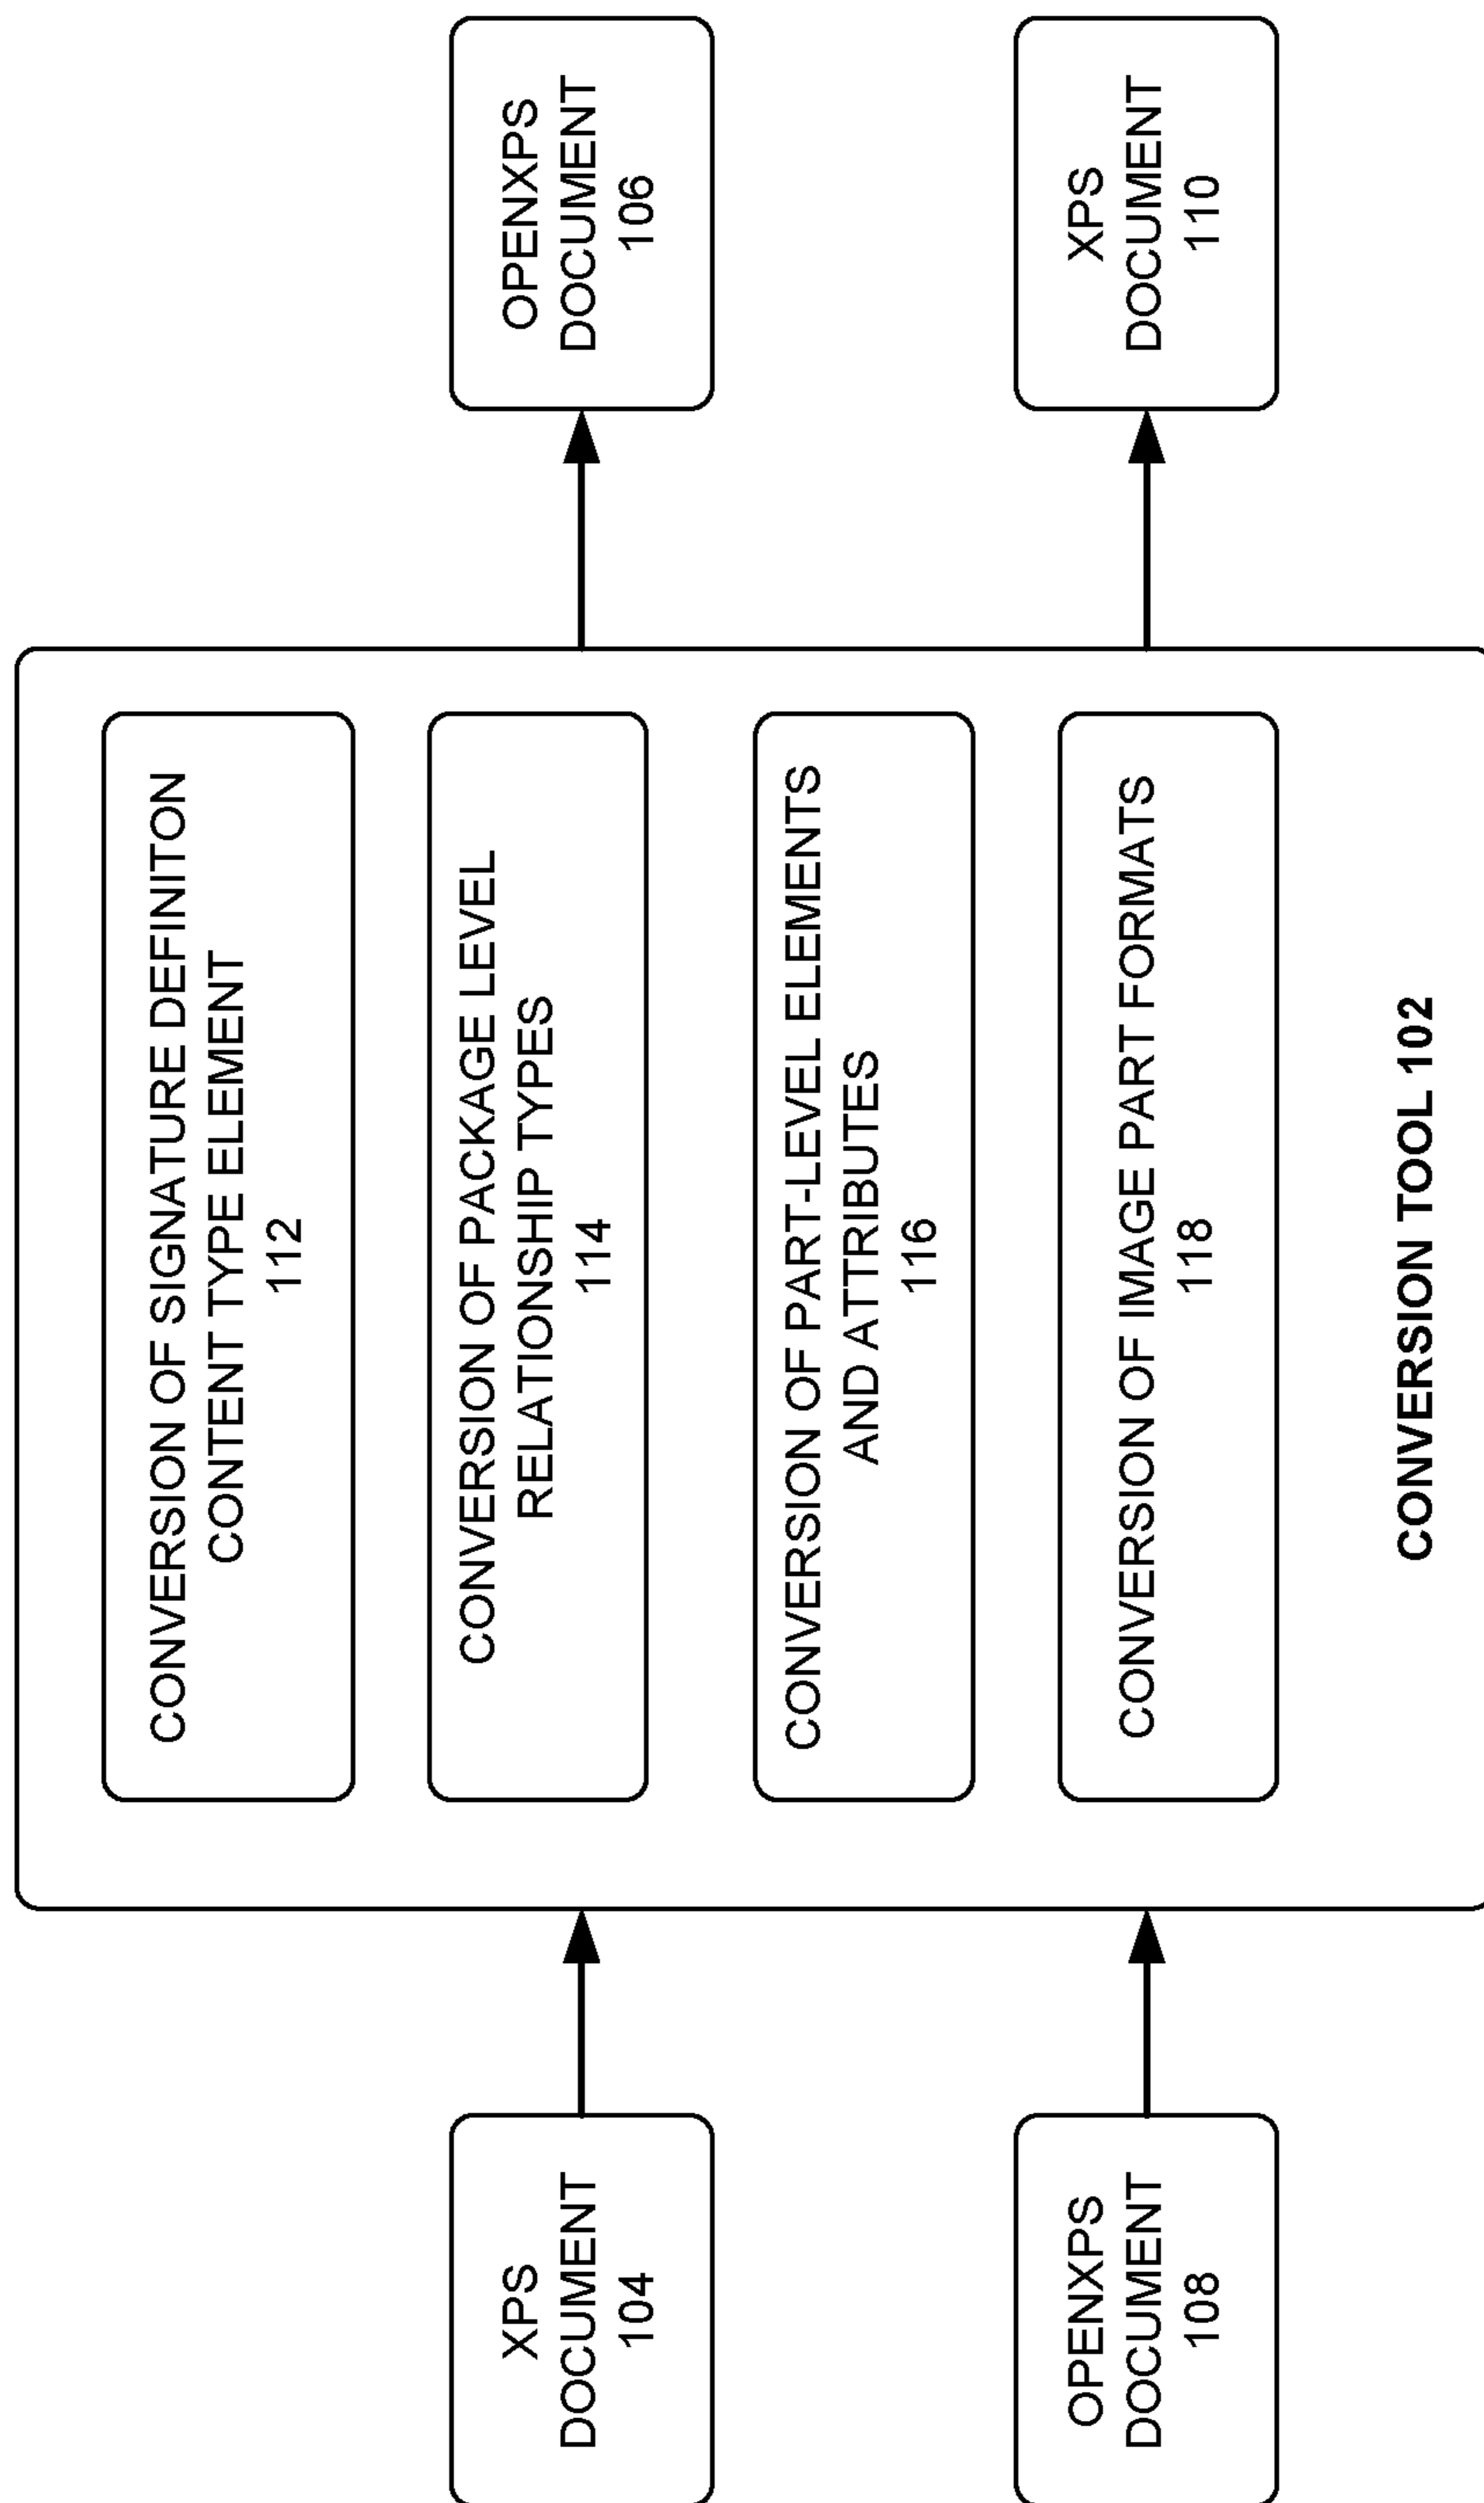 XPS
DOCUMENT
104
OPENXPS
DOCUMENT
108
CONVERSION OF SIGNATURE DEFINITON
CONTENT TYPE ELEMENT
112
CONVERSION OF PACKAGE LEVEL
RELATIONSHIP TYPES
114
CONVERSION OF PART-LEVEL ELEMENTS
AND ATTRIBUTES
116
CONVERSION OF IMAGE PART FORMATS
118
CONVERSION TOOL 102
OPENXPS
DOCUMENT
106
XPS
DOCUMENT
110